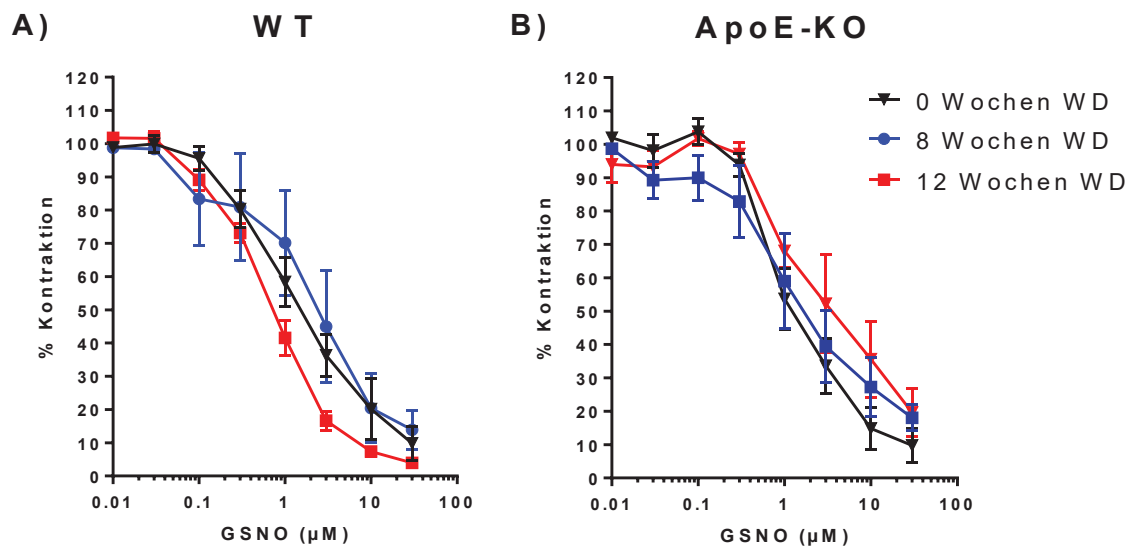 A) WT
120
110
100
90
80
70
60
50
40
30
20
10
0
% Kontraktion
0.01 0.1 1 10 100
GSNO (µM)
B) ApoE-KO
120
110
100
90
80
70
60
50
40
30
20
10
0
% Kontraktion
0.01 0.1 1 10 100
GSNO (µM)
0 Wochen WD
8 Wochen WD
12 Wochen WD